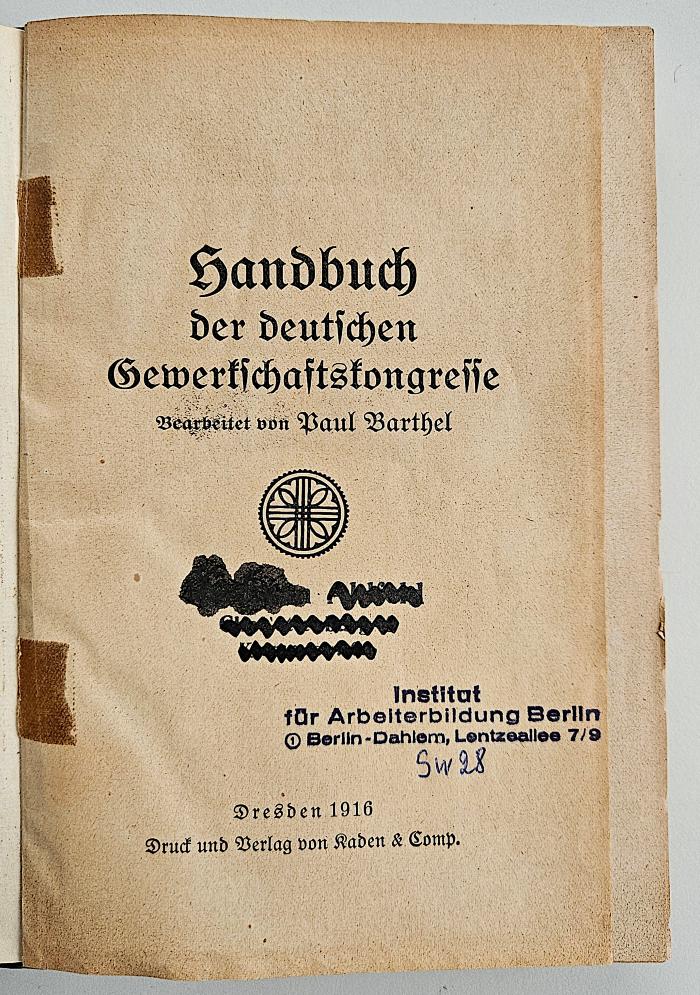 Handbuch
der deutschen
Gewerkschaftskongresse
Bearbeitet von Paul Barthel
Institut
für Arbeiterbildung Berlin
① Berlin-Dahlem, Lentzeallee 7/9
SW 28
Dresden 1916
Druck und Verlag von Kaden & Comp.